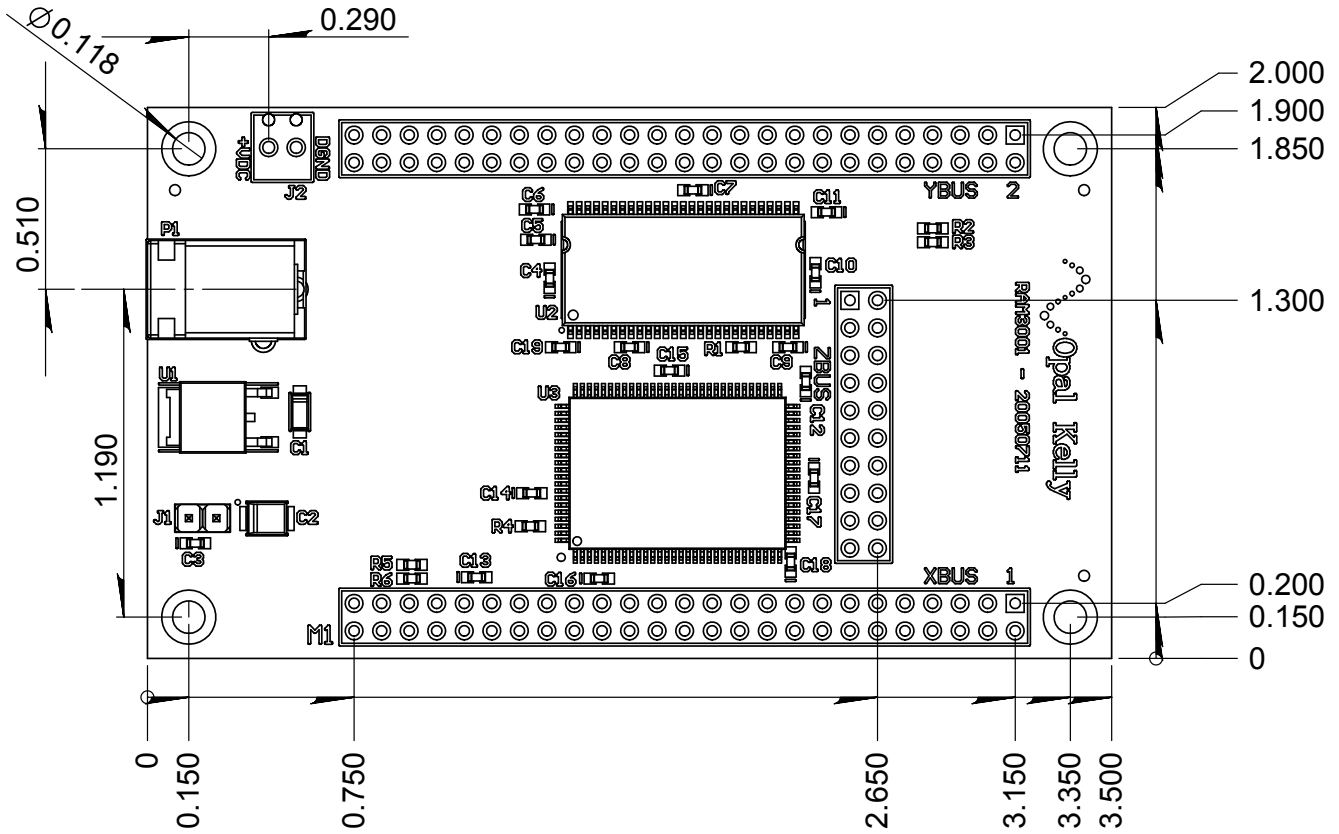 Ø0.118
0.290
2.000
1.900
1.850
0.510
+VDC
DGND
J2
C7
C6
C11
YBUS 2
P1
C5
R2
R3
C4
C10
U2
1
1.300
C19
C8
R1
C9
C15
ZBUS
RAM3001 - 20050711
Opal Kelly
U1
U3
C12
C1
1.190
C14
C17
J1
C2
R4
C3
R5
C13
C18
R6
C16
XBUS 1
0.200
0.150
M1
0
0
0.150
0.750
2.650
3.150
3.350
3.500